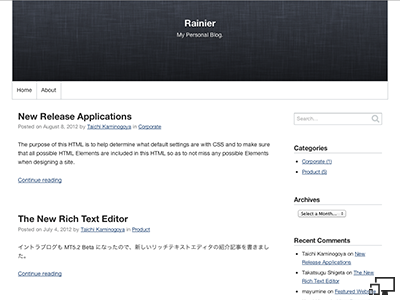 Rainier
My Personal Blog.
Home About
New Release Applications
Posted on August 8, 2012 by Taichi Kaminogoya in Corporate
The purpose of this HTML is to help determine what default settings are with CSS and to make sure
that all possible HTML Elements are included in this HTML so as to not miss any possible Elements
when designing a site.
Continue reading
The New Rich Text Editor
Posted on July 4, 2012 by Taichi Kaminogoya in Product
イントラブログも MT5.2 Beta になったので、新しいリッチテキストエディタの紹介記事を書きまし
た。
Continue reading
Search...
Categories
Corporate (1)
Product (5)
Archives
Select a Month...
Recent Comments
Taichi Kaminogoya on New
Release Applications
Takatsugu Shigeta on The New
Rich Text Editor
mayumine on Featured